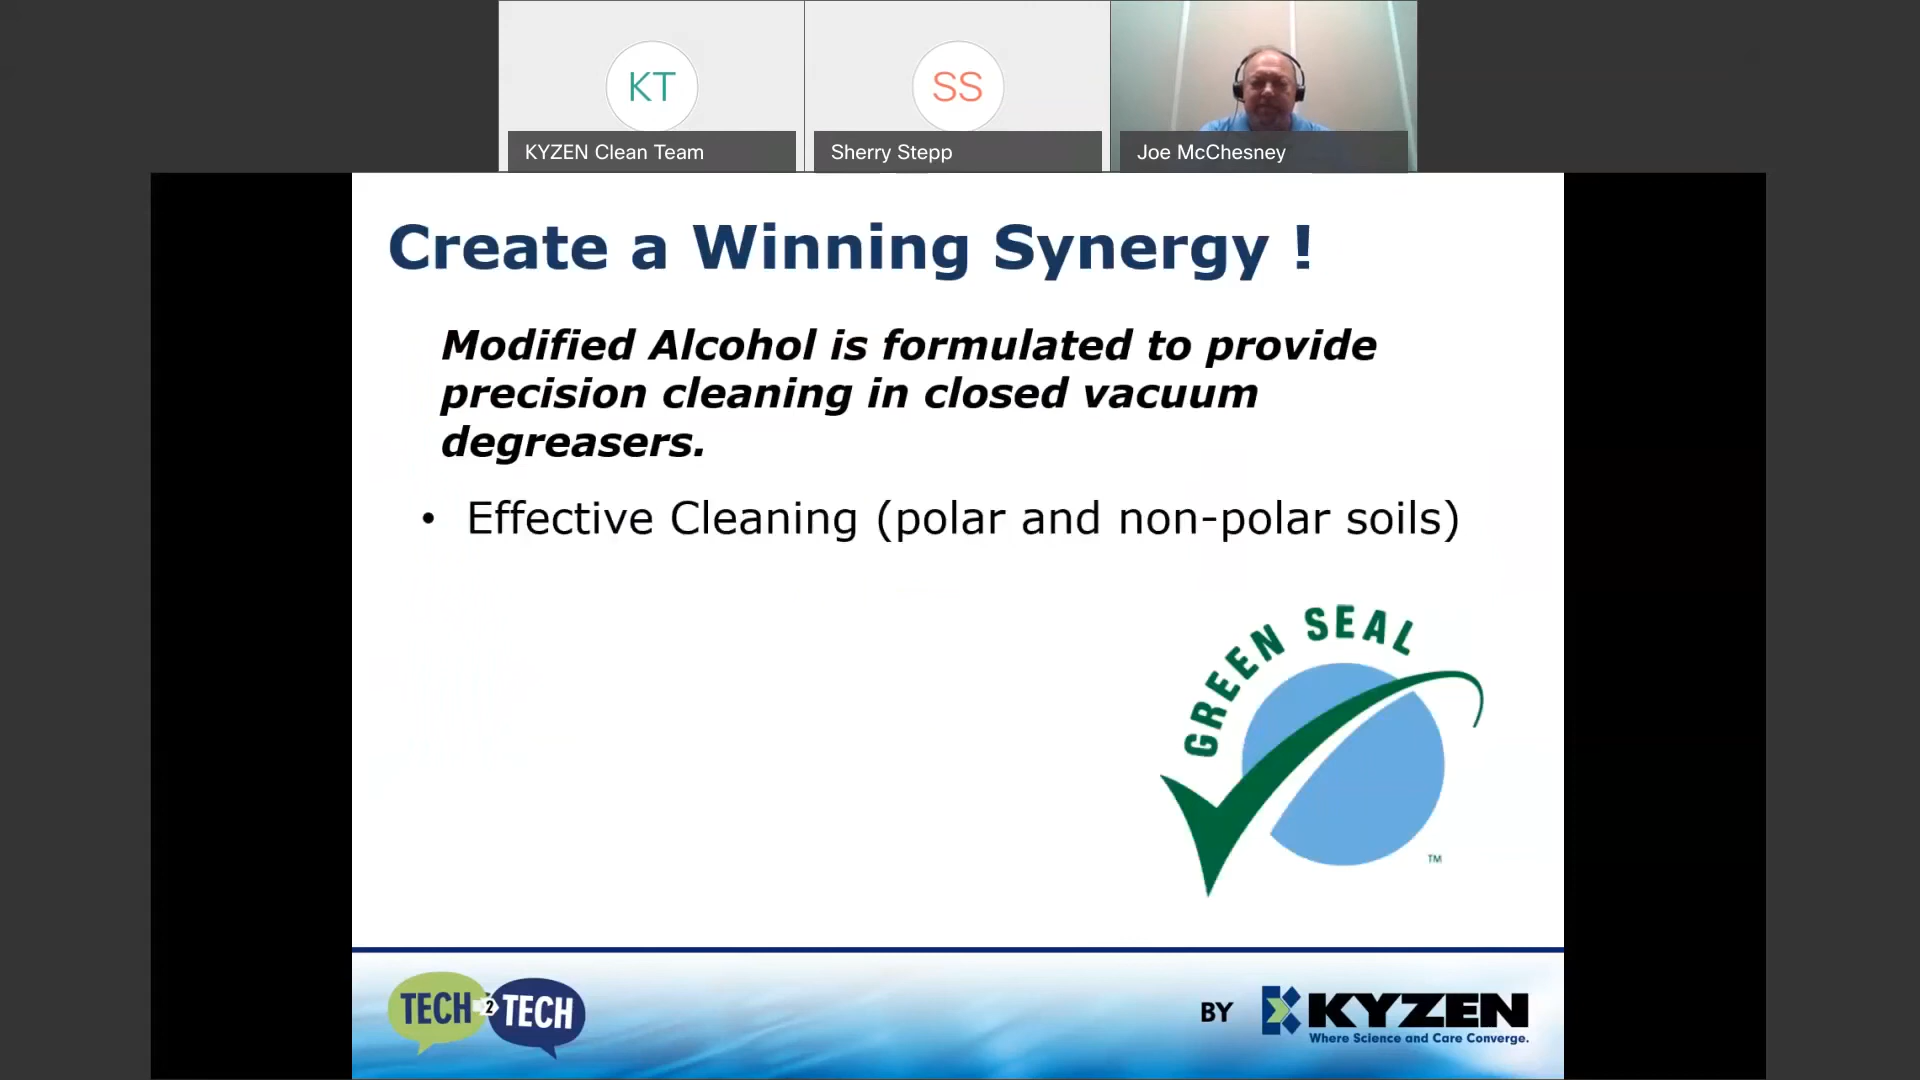 KT
SS
KYZEN Clean Team
Sherry Stepp
Joe McChesney
Create a Winning Synergy !
Modified Alcohol is formulated to provide
precision cleaning in closed vacuum
degreasers.
• Effective Cleaning (polar and non-polar soils)
GREEN SEAL
TM
TECH 2 TECH
BY KYZEN
Where Science and Care Converge.